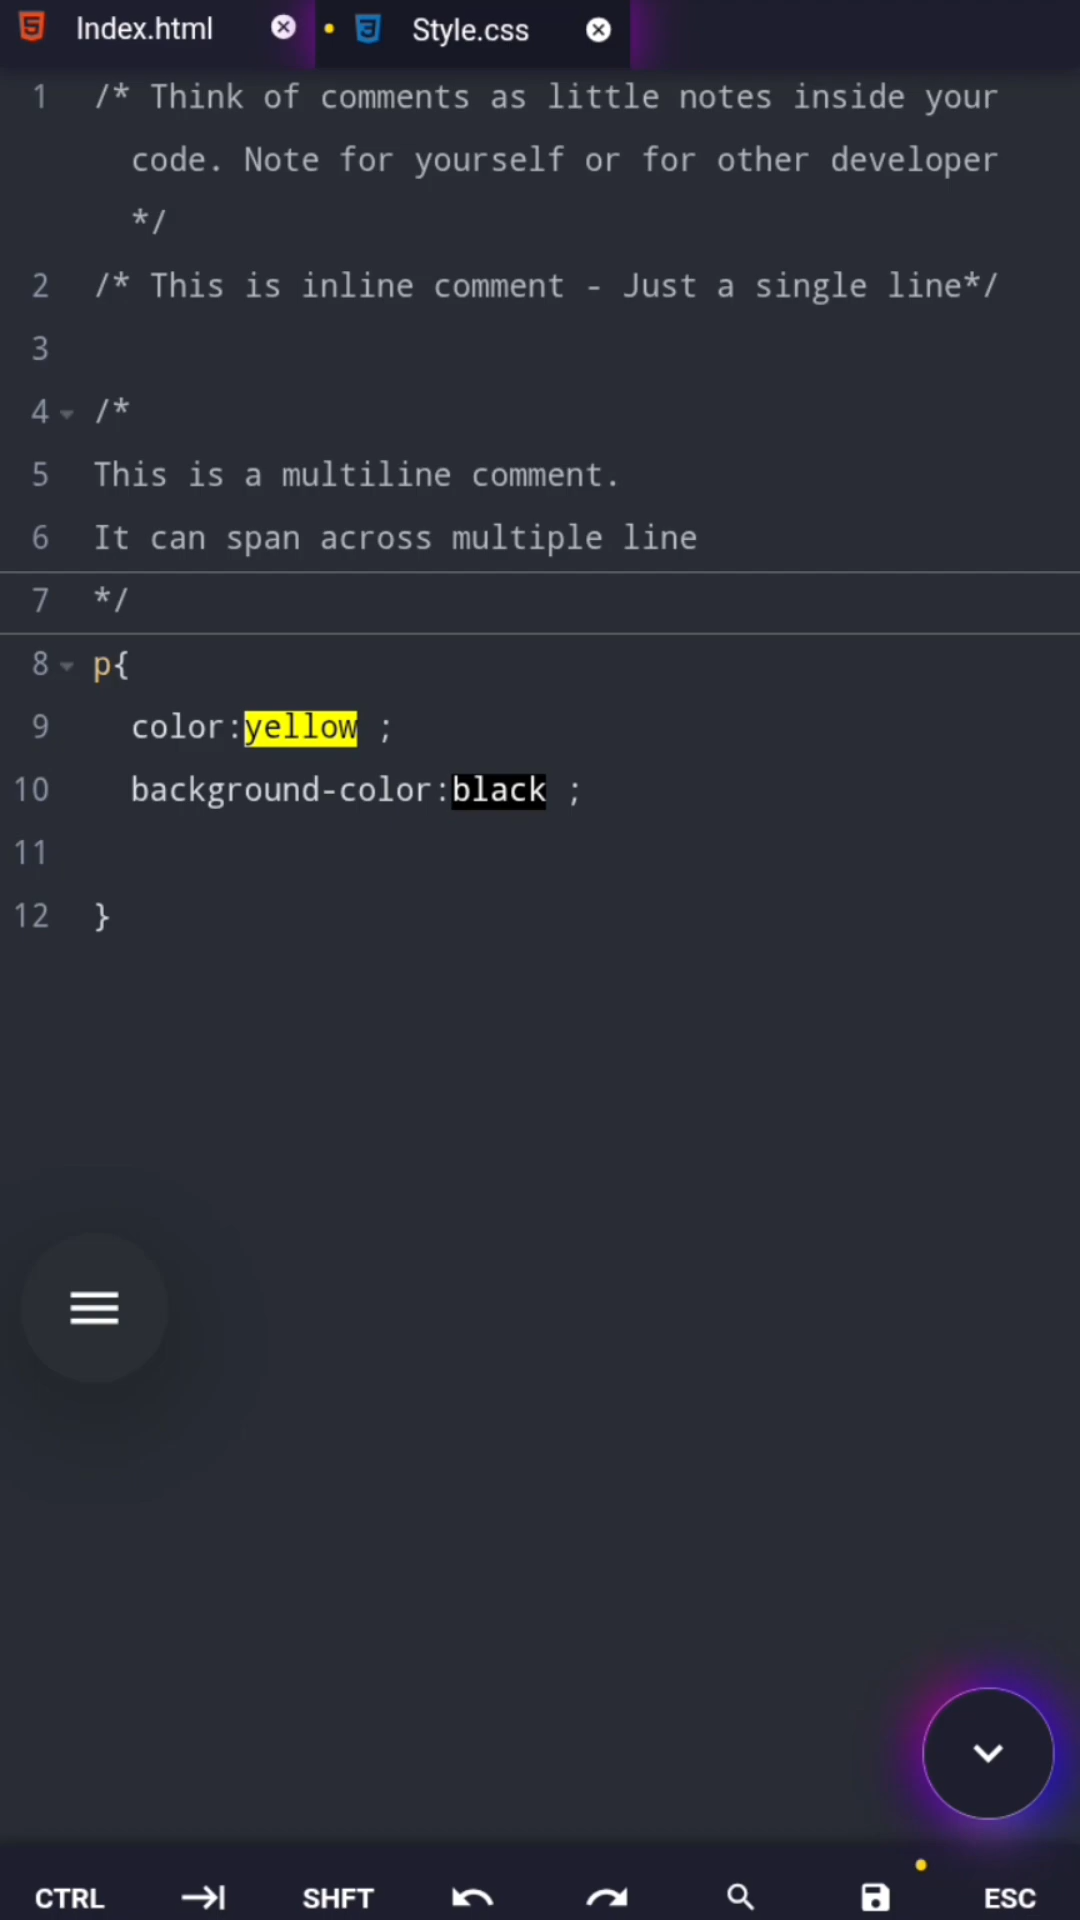 Index.html
Style.css
1 /* Think of comments as little notes inside your
code. Note for yourself or for other developer
*/
2 /* This is inline comment - Just a single line*/
3
4 /*
5 This is a multiline comment.
6 It can span across multiple line
7 */
8 p{
9 color:yellow ;
10 background-color:black ;
11
12 }
CTRL SHFT ESC